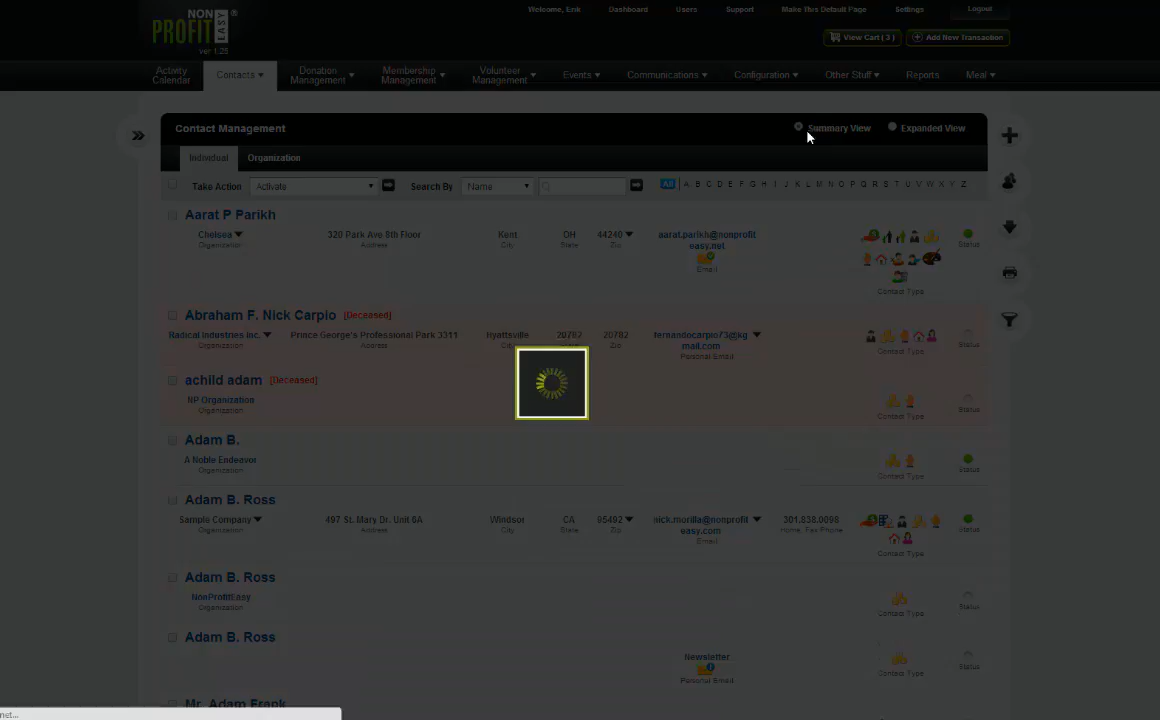 Welcome, Erik Dashboard Users Support Make This Default Page Settings Logout
NON
PROFIT EASY ®
ver 1.25
View Cart ( 3 ) Add New Transaction
Activity Calendar Contacts Donation Management Membership Management Volunteer Management Events Communications Configuration Other Stuff Reports Meal
Contact Management Summary View Expanded View
Individual Organization
Take Action Activate Search By Name All A B C D E F G H I J K L M N O P Q R S T U V W X Y Z
Aarat P Parikh
Chelsea 320 Park Ave 8th Floor Kent OH 44240 aarat.parikh@nonprofit
easy.net
Organization Address City State Zip Status
Email
Contact Type
Abraham F. Nick Carpio [Deceased]
Radical Industries Inc. Prince George's Professional Park 3311 Hyattsville 20782 20782 fernandocarpio73@kg
mail.com
Organization Address City Zip Contact Type Status
Personal Email
achild adam [Deceased]
NP Organization
Organization Contact Type Status
Adam B.
A Noble Endeavor
Organization Contact Type Status
Adam B. Ross
Sample Company 497 St. Mary Dr. Unit 6A Windsor CA 95492 nick.morilla@nonprofit
easy.com 301.838.0098
Organization Address City State Zip Email Home, Fax Phone Status
Contact Type
Adam B. Ross
NonProfitEasy
Organization Contact Type Status
Adam B. Ross
Newsletter
Personal Email Contact Type Status
Mr. Adam Frank
net...